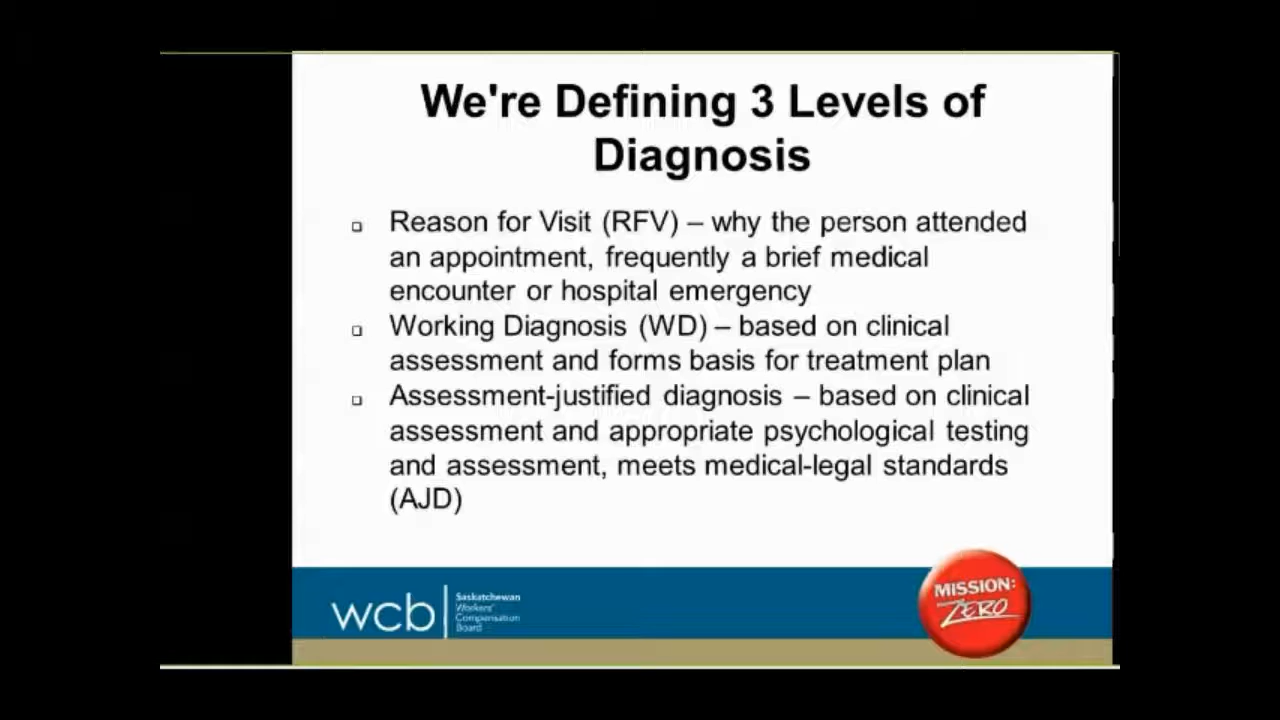 We're Defining 3 Levels of
Diagnosis
▫ Reason for Visit (RFV) – why the person attended
an appointment, frequently a brief medical
encounter or hospital emergency
▫ Working Diagnosis (WD) – based on clinical
assessment and forms basis for treatment plan
▫ Assessment-justified diagnosis – based on clinical
assessment and appropriate psychological testing
and assessment, meets medical-legal standards
(AJD)
wcb
Saskatchewan
Workers'
Compensation
Board
MISSION:
ZERO